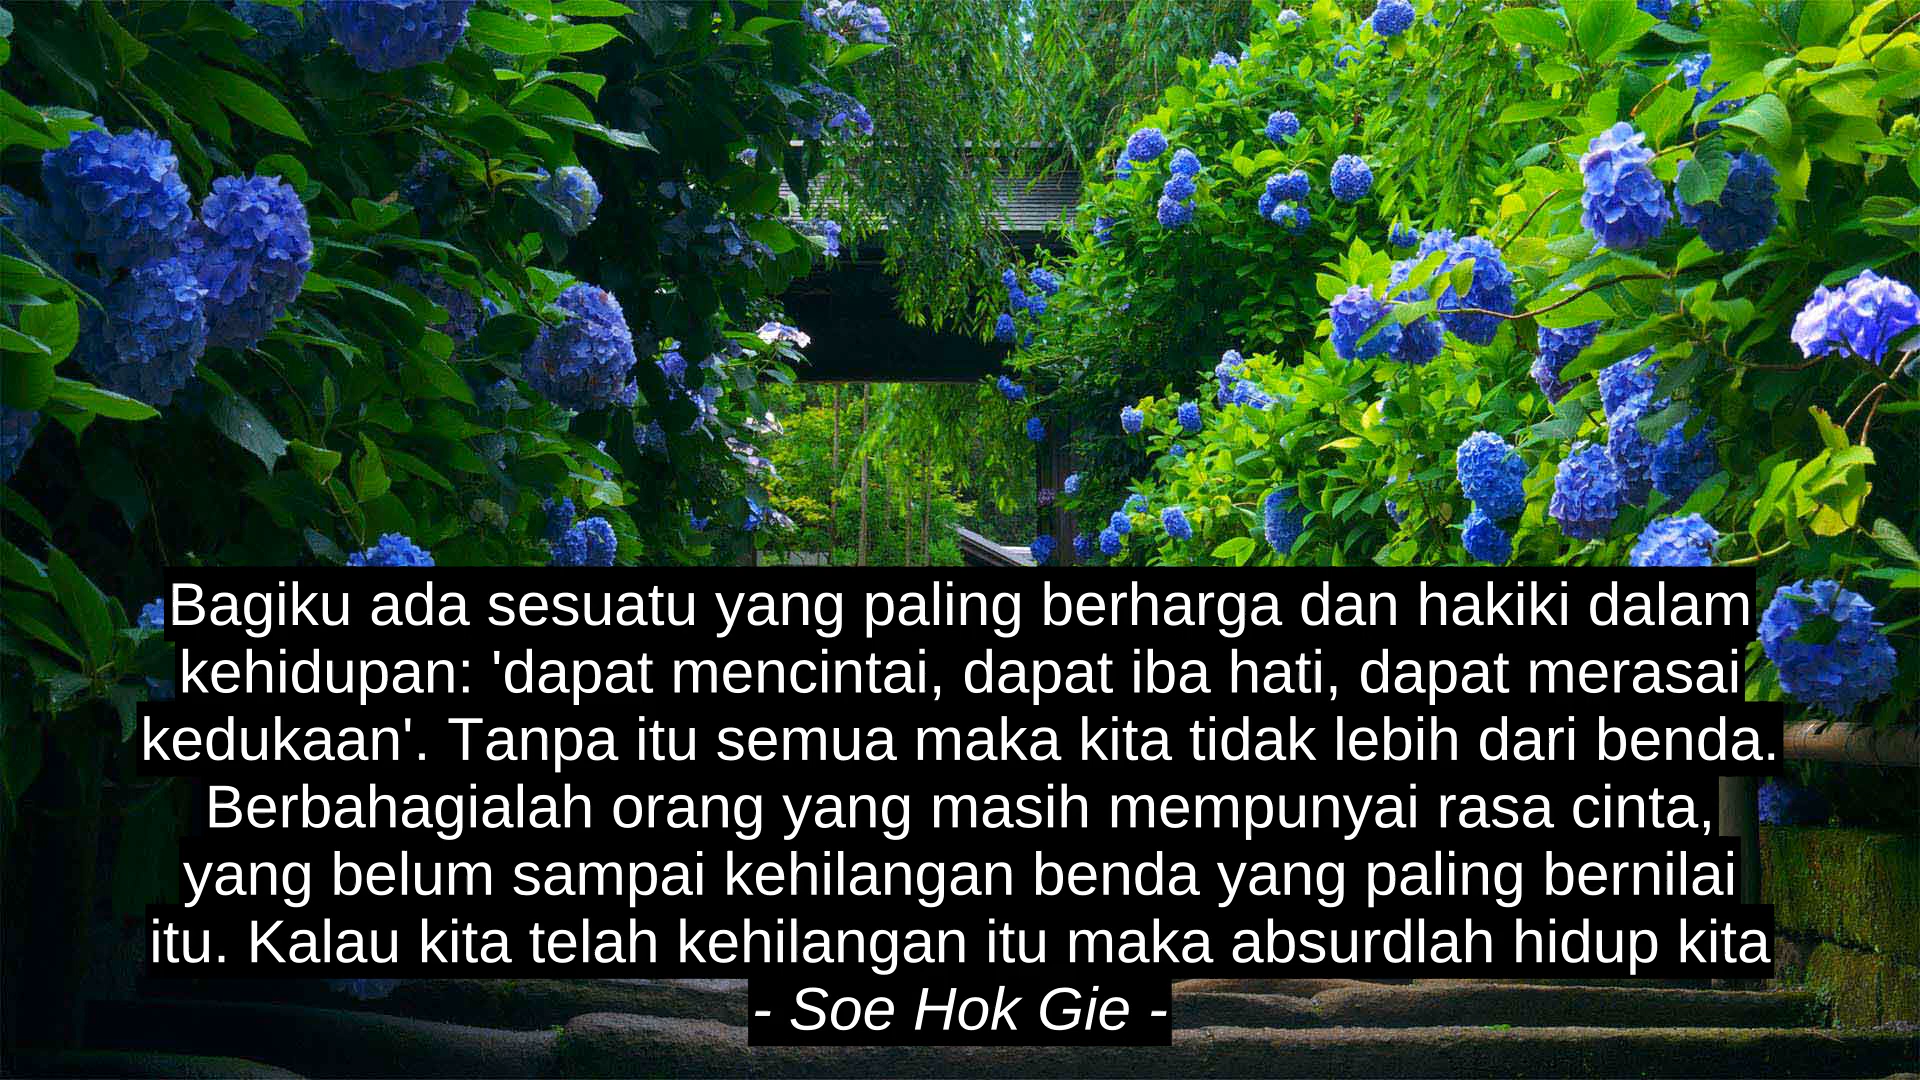 Bagiku ada sesuatu yang paling berharga dan hakiki dalam
kehidupan: 'dapat mencintai, dapat iba hati, dapat merasai
kedukaan'. Tanpa itu semua maka kita tidak lebih dari benda.
Berbahagialah orang yang masih mempunyai rasa cinta,
yang belum sampai kehilangan benda yang paling bernilai
itu. Kalau kita telah kehilangan itu maka absurdlah hidup kita
- Soe Hok Gie -